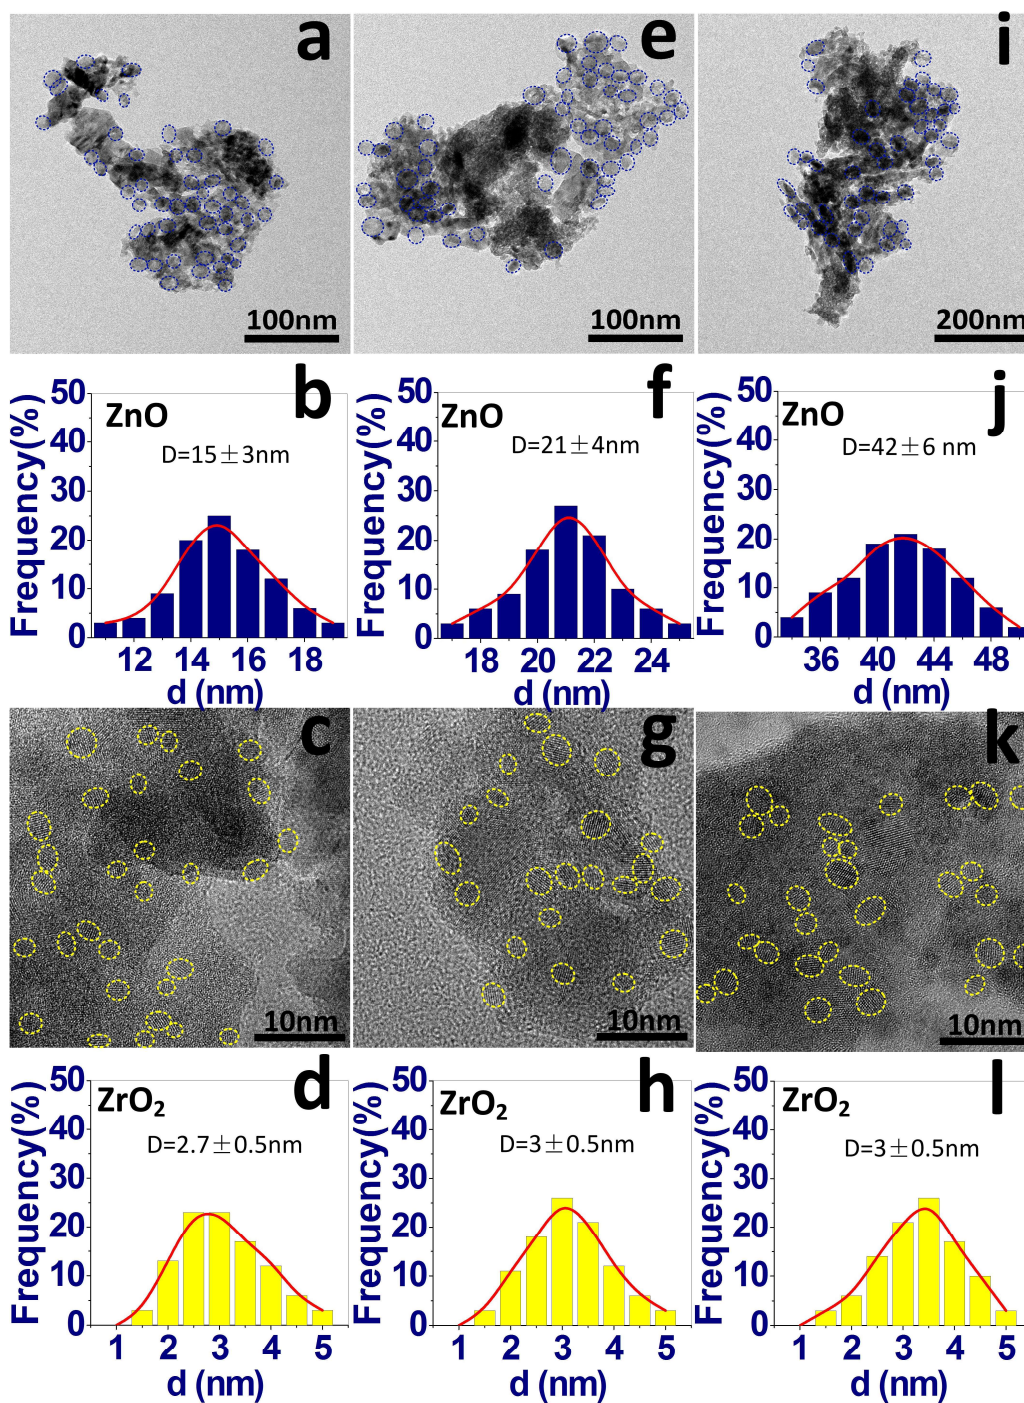 a
100nm
e
100nm
i
200nm
b
ZnO
D=15±3nm
Frequency(%)
50
40
30
20
10
0
12 14 16 18
d (nm)
f
ZnO
D=21±4nm
Frequency(%)
50
40
30
20
10
0
18 20 22 24
d (nm)
j
ZnO
D=42±6 nm
Frequency(%)
50
40
30
20
10
0
36 40 44 48
d (nm)
c
10nm
g
10nm
k
10nm
d
ZrO₂
D=2.7±0.5nm
Frequency(%)
50
40
30
20
10
0
1 2 3 4 5
d (nm)
h
ZrO₂
D=3±0.5nm
Frequency(%)
50
40
30
20
10
0
1 2 3 4 5
d (nm)
l
ZrO₂
D=3±0.5nm
Frequency(%)
50
40
30
20
10
0
1 2 3 4 5
d (nm)